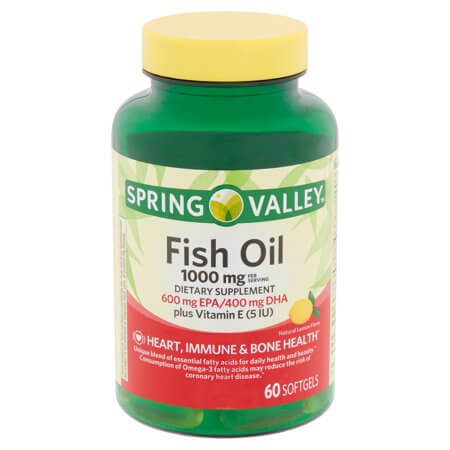 SPRING VALLEY
Fish Oil
1000 mg PER SERVING
DIETARY SUPPLEMENT
600 mg EPA/400 mg DHA
plus Vitamin E (5 IU)
Natural Lemon Flavor
HEART, IMMUNE & BONE HEALTH*
Unique blend of essential fatty acids for daily health and beauty.*
Consumption of Omega-3 fatty acids may reduce the risk of
coronary heart disease.*
60 SOFTGELS